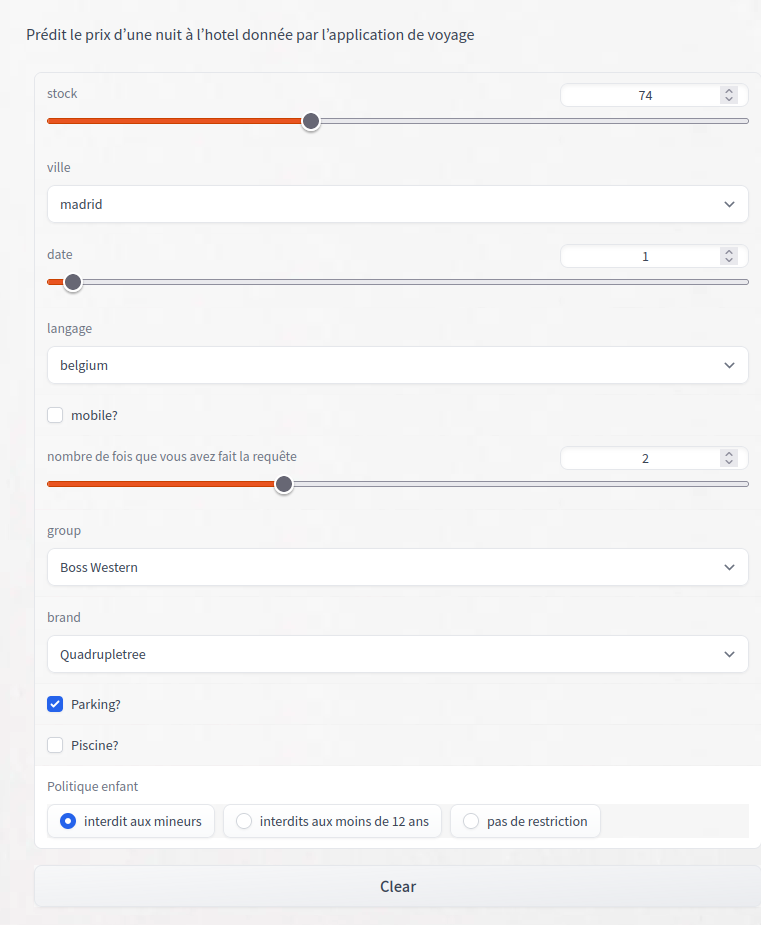 Prédit le prix d’une nuit à l’hotel donnée par l’application de voyage
stock
74
ville
madrid
date
1
langage
belgium
mobile?
nombre de fois que vous avez fait la requête
2
group
Boss Western
brand
Quadrupletree
Parking?
Piscine?
Politique enfant
interdit aux mineurs
interdits aux moins de 12 ans
pas de restriction
Clear